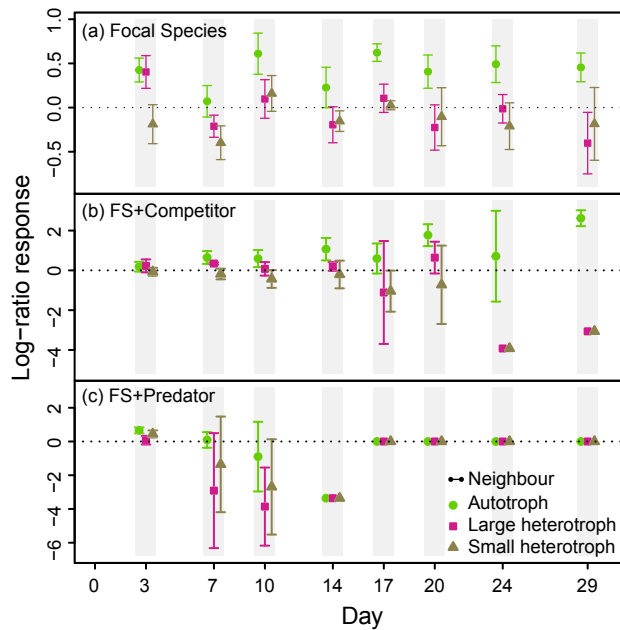 Log−ratio response
(a) Focal Species
1.0
0.5
0.0
−0.5
(b) FS+Competitor
2
0
−2
−4
(c) FS+Predator
2
0
−2
−4
−6
Neighbour
Autotroph
Large heterotroph
Small heterotroph
0 3 7 10 14 17 20 24 29
Day